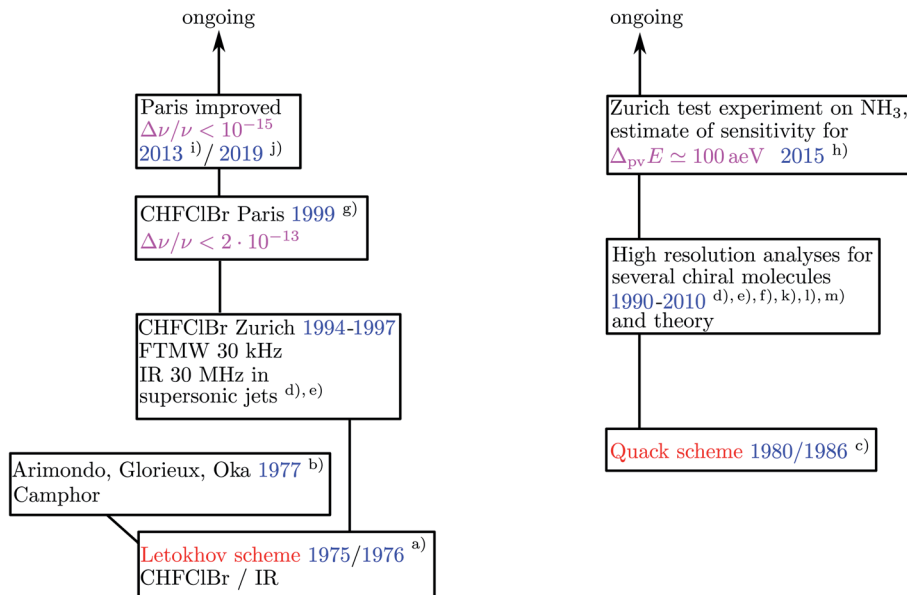 ongoing
Paris improved
Δν/ν < 10⁻¹⁵
2013 i)/ 2019 j)
CHFClBr Paris 1999 g)
Δν/ν < 2 · 10⁻¹³
CHFClBr Zurich 1994-1997
FTMW 30 kHz
IR 30 MHz in
supersonic jets d), e)
Arimondo, Glorieux, Oka 1977 b)
Camphor
Letokhov scheme 1975/1976 a)
CHFClBr / IR
ongoing
Zurich test experiment on NH₃,
estimate of sensitivity for
ΔpvE ≃ 100 aeV 2015 h)
High resolution analyses for
several chiral molecules
1990-2010 d), e), f), k), l), m)
and theory
Quack scheme 1980/1986 c)